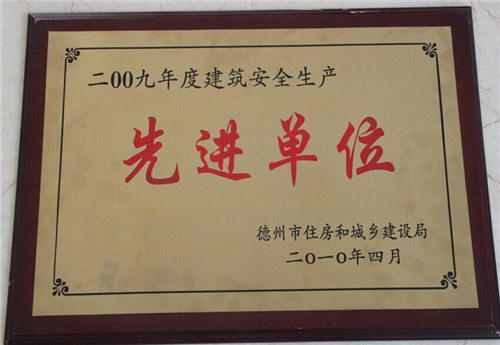 二00九年度建筑安全生产
先进单位
德州市住房和城乡建设局
二0一0年四月